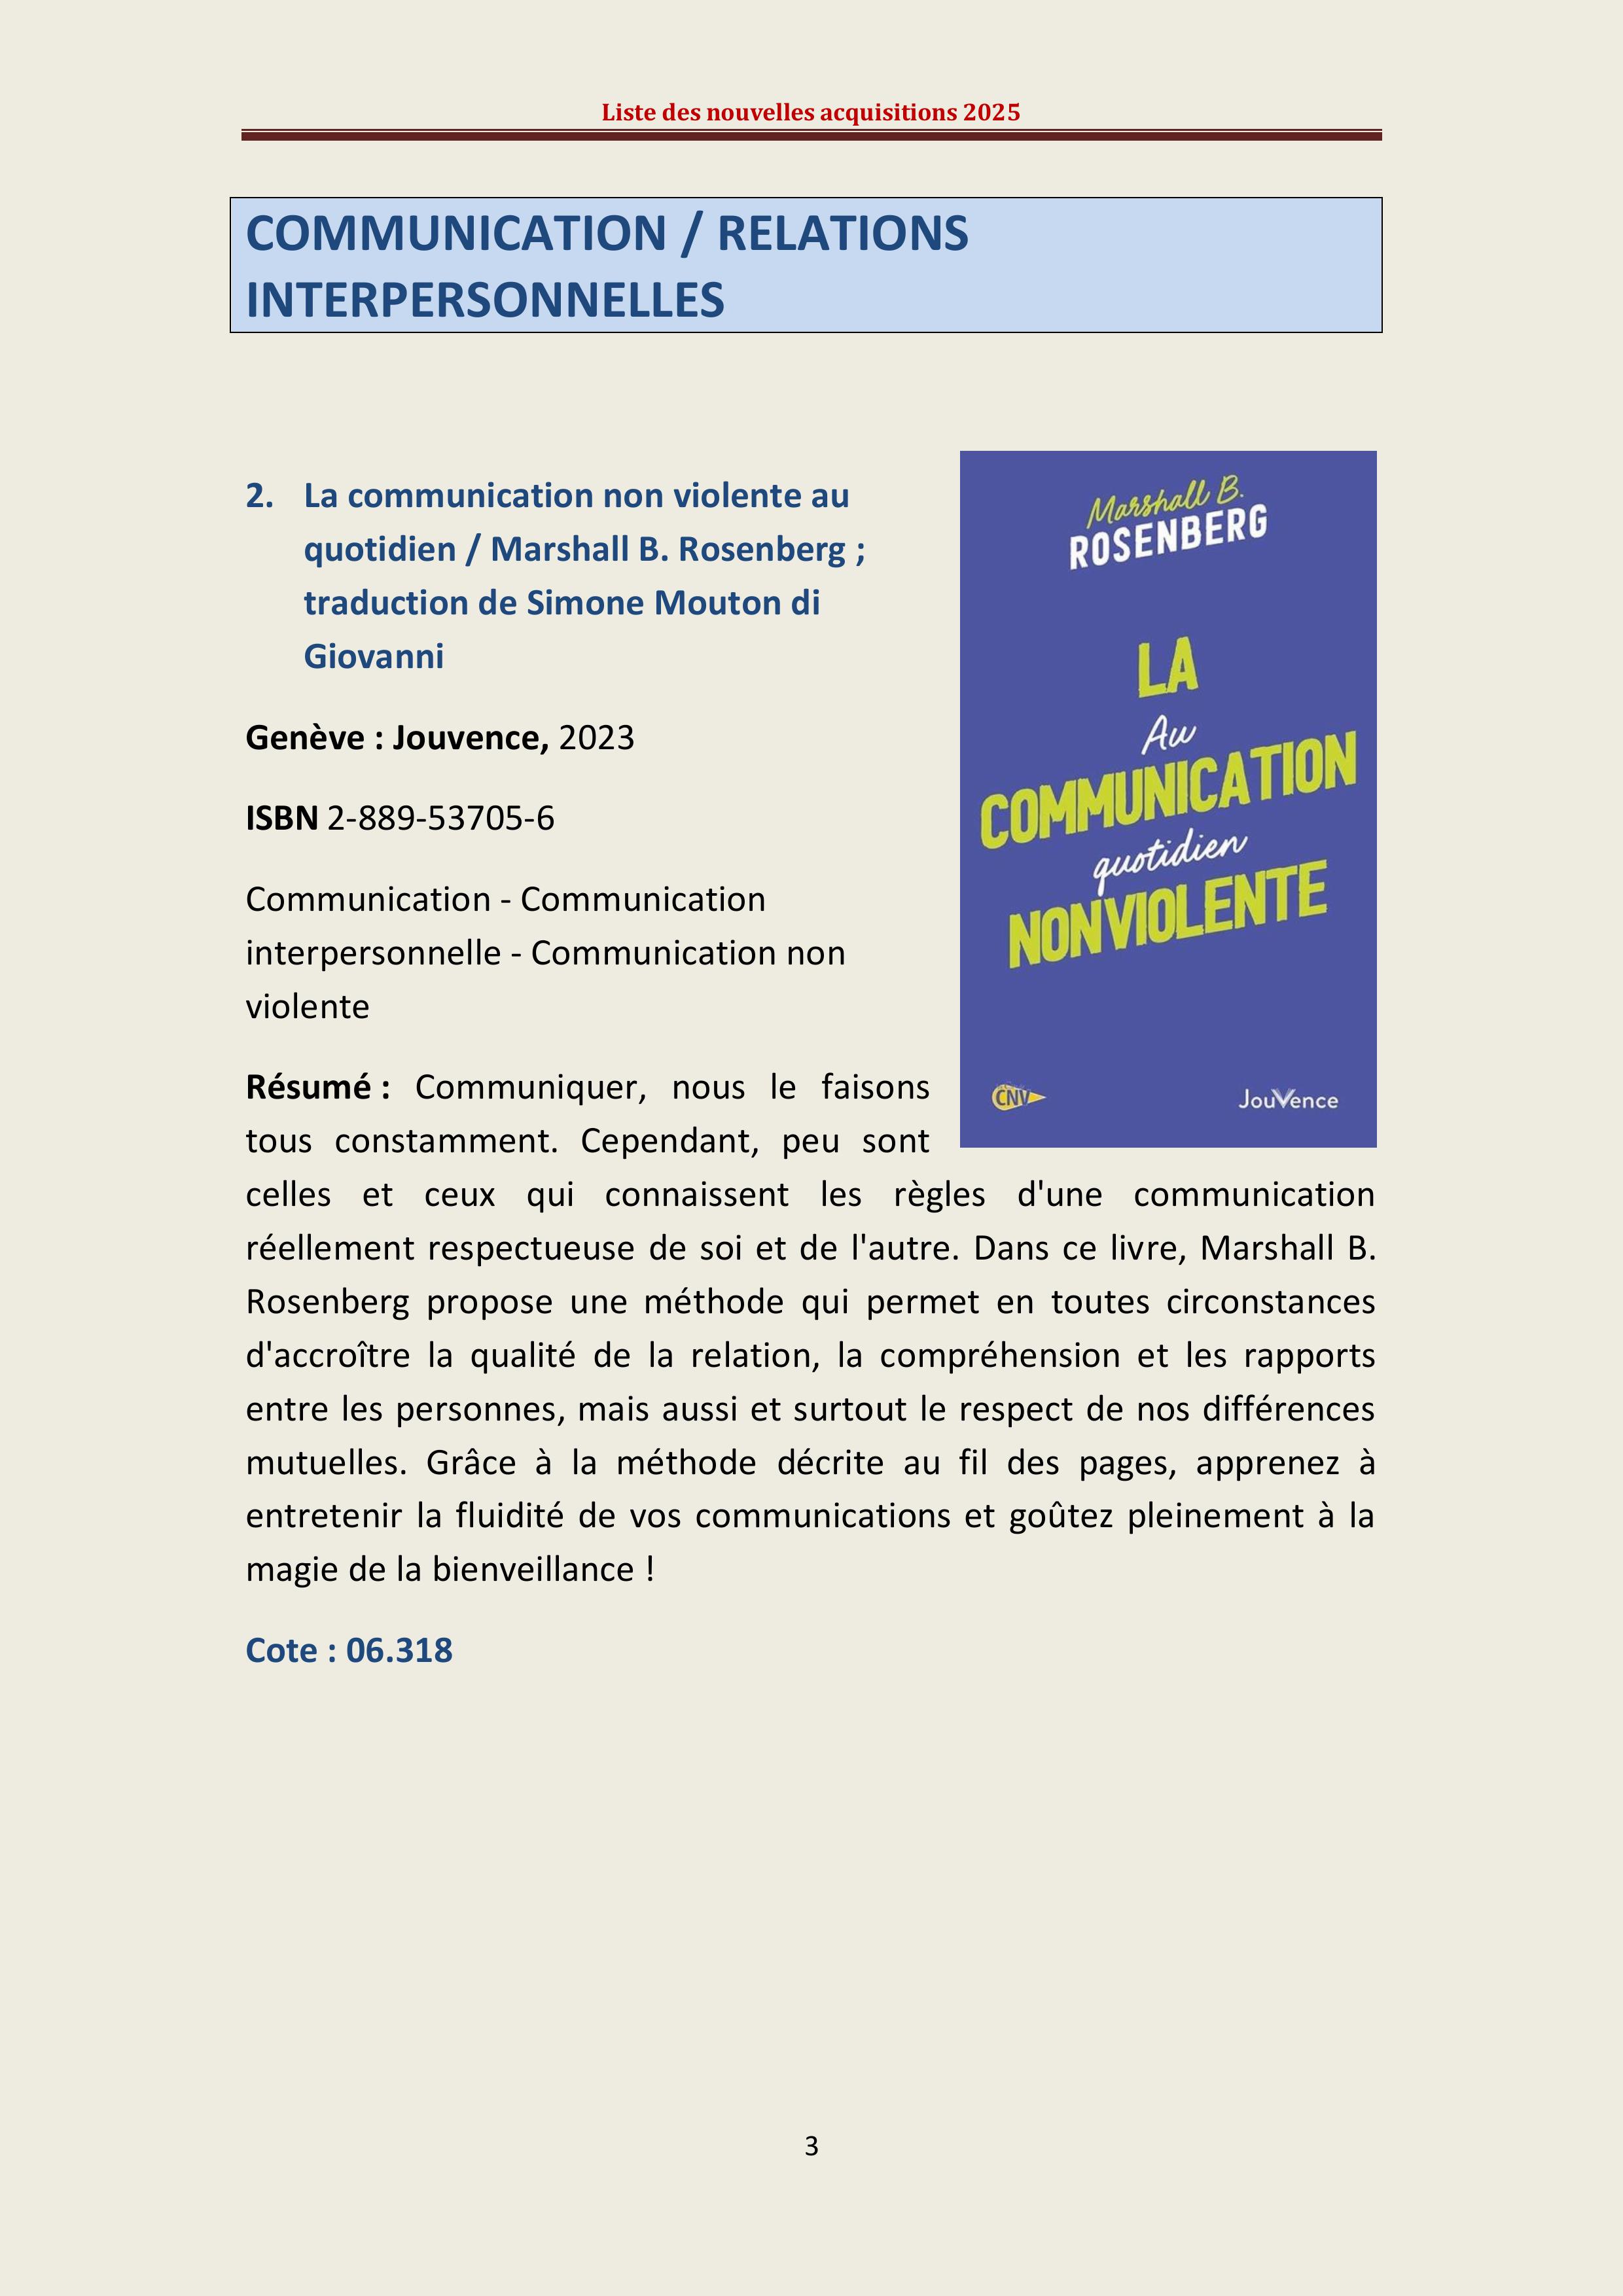 Liste des nouvelles acquisitions 2025
COMMUNICATION / RELATIONS
INTERPERSONNELLES
2. La communication non violente au
quotidien / Marshall B. Rosenberg ;
traduction de Simone Mouton di
Giovanni
Genève : Jouvence, 2023
ISBN 2-889-53705-6
Communication - Communication
interpersonnelle - Communication non
violente
Marshall B.
ROSENBERG
LA
Au
COMMUNICATION
quotidien
NONVIOLENTE
CNV
JouVence
Résumé : Communiquer, nous le faisons
tous constamment. Cependant, peu sont
celles et ceux qui connaissent les règles d'une communication
réellement respectueuse de soi et de l'autre. Dans ce livre, Marshall B.
Rosenberg propose une méthode qui permet en toutes circonstances
d'accroître la qualité de la relation, la compréhension et les rapports
entre les personnes, mais aussi et surtout le respect de nos différences
mutuelles. Grâce à la méthode décrite au fil des pages, apprenez à
entretenir la fluidité de vos communications et goûtez pleinement à la
magie de la bienveillance !
Cote : 06.318
3